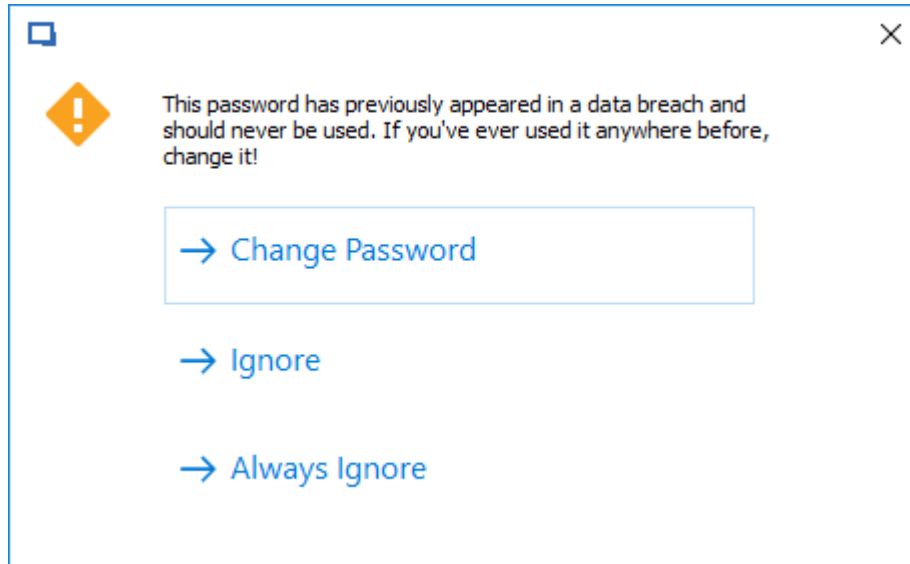 This password has previously appeared in a data breach and
should never be used. If you've ever used it anywhere before,
change it!
→ Change Password
→ Ignore
→ Always Ignore